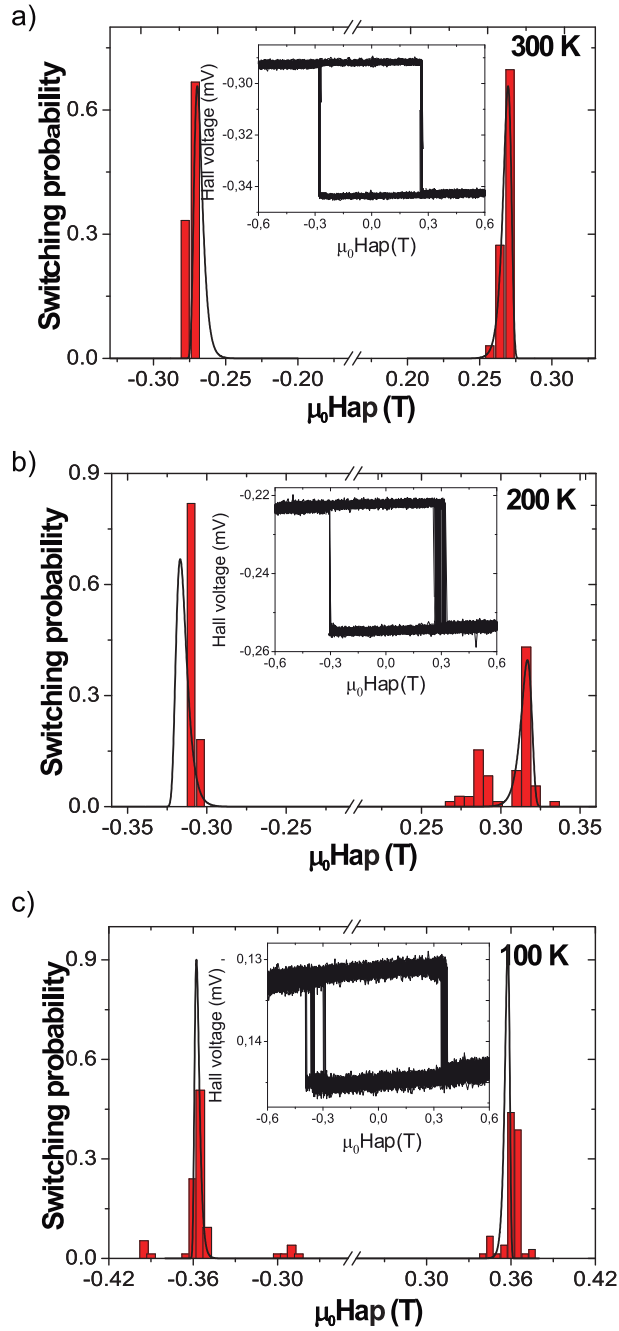 a)
300 K
Switching probability
0.6
0.3
0.0
Hall voltage (mV)
-0,30
-0,32
-0,34
-0,6 -0,3 0,0 0,3 0,6
μ₀Hap(T)
-0.30 -0.25 -0.20 0.20 0.25 0.30
μ₀Hap (T)
b)
200 K
Switching probability
0.9
0.6
0.3
0.0
Hall voltage (mV)
-0,22
-0,24
-0,26
-0,6 -0,3 0,0 0,3 0,6
μ₀Hap(T)
-0.35 -0.30 -0.25 0.25 0.30 0.35
μ₀Hap (T)
c)
100 K
Switching probability
0.9
0.6
0.3
0.0
Hall voltage (mV)
0,13
0,14
-0,6 -0,3 0,0 0,3 0,6
μ₀Hap(T)
-0.42 -0.36 -0.30 0.30 0.36 0.42
μ₀Hap (T)